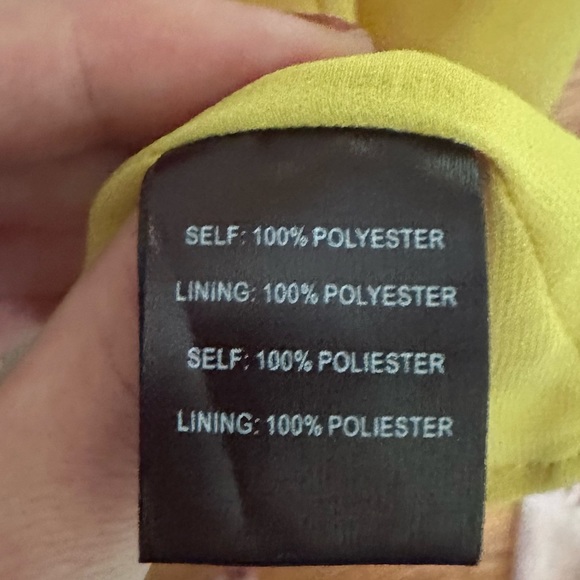 SELF: 100% POLYESTER
LINING: 100% POLYESTER
SELF: 100% POLIESTER
LINING: 100% POLIESTER